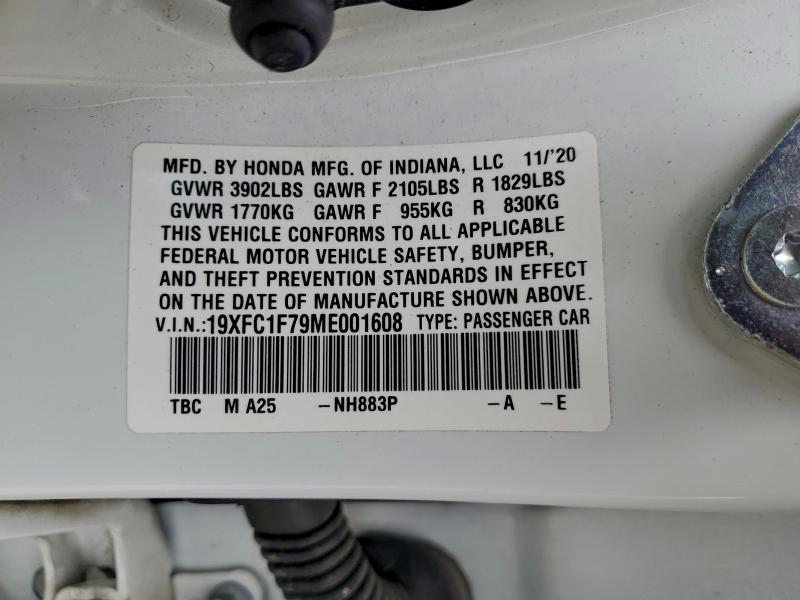 MFD. BY HONDA MFG. OF INDIANA, LLC 11/'20
GVWR 3902LBS GAWR F 2105LBS R 1829LBS
GVWR 1770KG GAWR F 955KG R 830KG
THIS VEHICLE CONFORMS TO ALL APPLICABLE
FEDERAL MOTOR VEHICLE SAFETY, BUMPER,
AND THEFT PREVENTION STANDARDS IN EFFECT
ON THE DATE OF MANUFACTURE SHOWN ABOVE.
V.I.N.:19XFC1F79ME001608 TYPE: PASSENGER CAR
TBC M A25 –NH883P –A –E